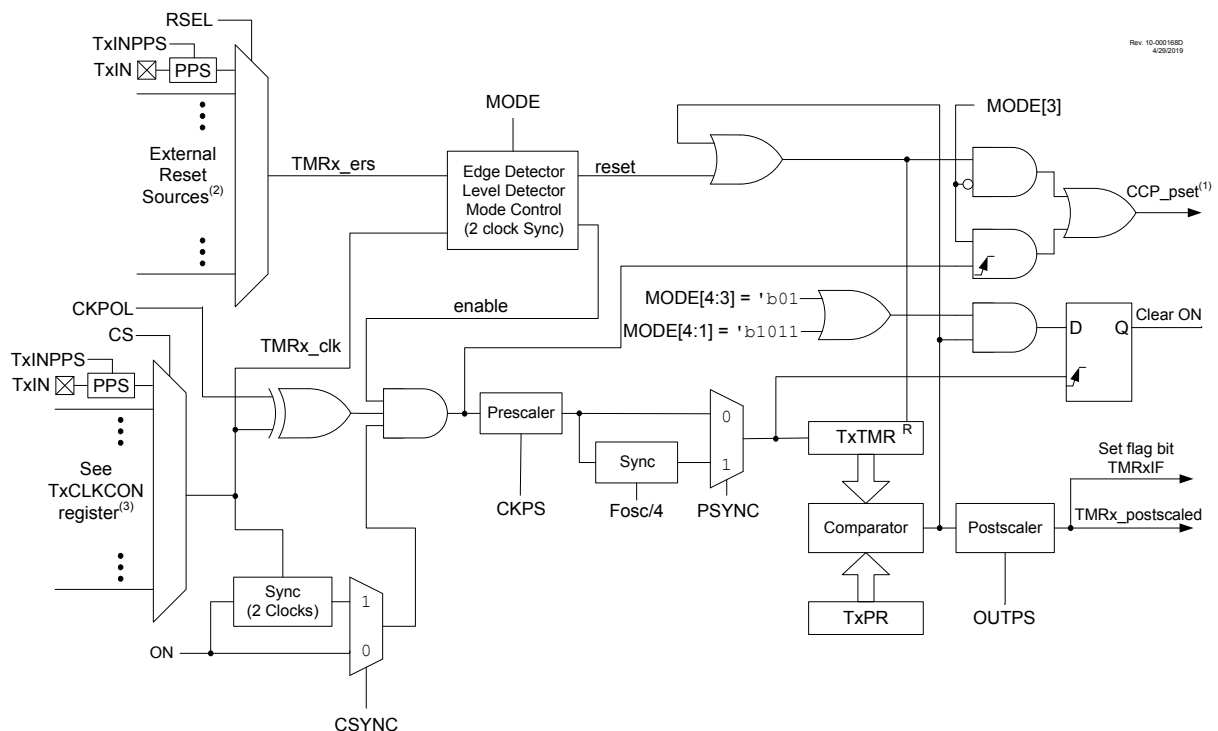 RSEL
TxINPPS
TxIN
PPS
Rev. 10-000168D
4/29/2019
MODE
MODE[3]
External
Reset
Sources(2)
TMRx_ers
Edge Detector
Level Detector
Mode Control
(2 clock Sync)
reset
CCP_pset(1)
enable
MODE[4:3] = 'b01
MODE[4:1] = 'b1011
D
Q
Clear ON
CKPOL
CS
TMRx_clk
TxINPPS
TxIN
PPS
Prescaler
0
1
Sync
CKPS
Fosc/4
PSYNC
TxTMR
R
Set flag bit
TMRxIF
See
TxCLKCON
register(3)
Comparator
Postscaler
TMRx_postscaled
Sync
(2 Clocks)
1
0
TxPR
OUTPS
ON
CSYNC